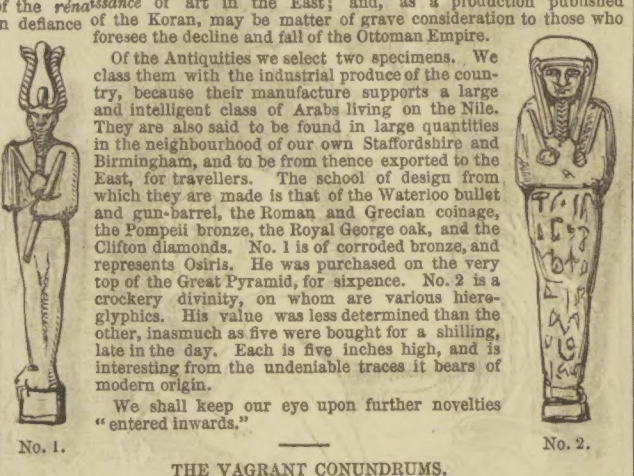 of the rénaissance of art in the East; and, as a production published
n defiance of the Koran, may be matter of grave consideration to those who
foresee the decline and fall of the Ottoman Empire.
Of the Antiquities we select two specimens. We
class them with the industrial produce of the coun-
try, because their manufacture supports a large
and intelligent class of Arabs living on the Nile.
They are also said to be found in large quantities
in the neighbourhood of our own Staffordshire and
Birmingham, and to be from thence exported to the
East, for travellers. The school of design from
which they are made is that of the Waterloo bullet
and gun-barrel, the Roman and Grecian coinage,
the Pompeii bronze, the Royal George oak, and the
Clifton diamonds. No. 1 is of corroded bronze, and
represents Osiris. He was purchased on the very
top of the Great Pyramid, for sixpence. No. 2 is a
crockery divinity, on whom are various hiero-
glyphics. His value was less determined than the
other, inasmuch as five were bought for a shilling,
late in the day. Each is five inches high, and is
interesting from the undeniable traces it bears of
modern origin.
We shall keep our eye upon further novelties
"entered inwards."
No. 1.
No. 2.
THE VAGRANT CONUNDRUMS.